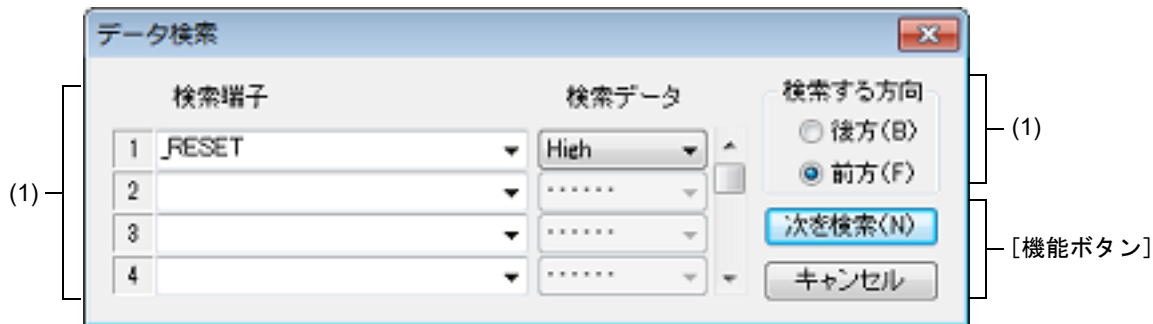 データ検索
検索端子 検索データ 検索する方向
1 _RESET High
後方(B)
前方(F)
2 ......
3 ......
4 ......
次を検索(N)
キャンセル
(1)
(1)
[機能ボタン]